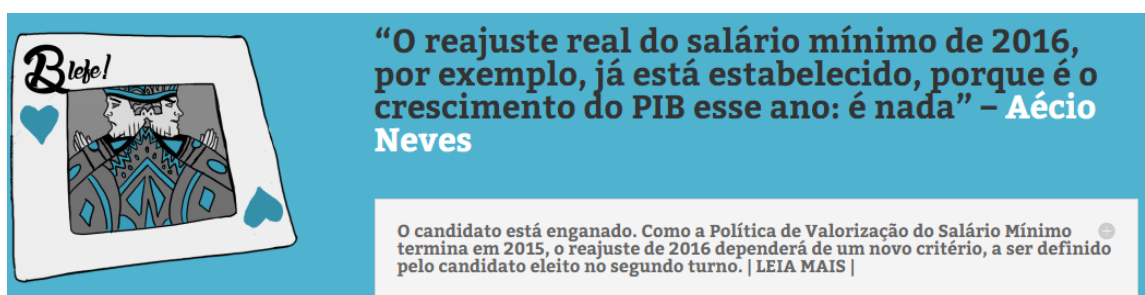 Blefe!
“O reajuste real do salário mínimo de 2016,
por exemplo, já está estabelecido, porque é o
crescimento do PIB esse ano: é nada” – Aécio
Neves
O candidato está enganado. Como a Política de Valorização do Salário Mínimo
termina em 2015, o reajuste de 2016 dependerá de um novo critério, a ser definido
pelo candidato eleito no segundo turno. | LEIA MAIS |